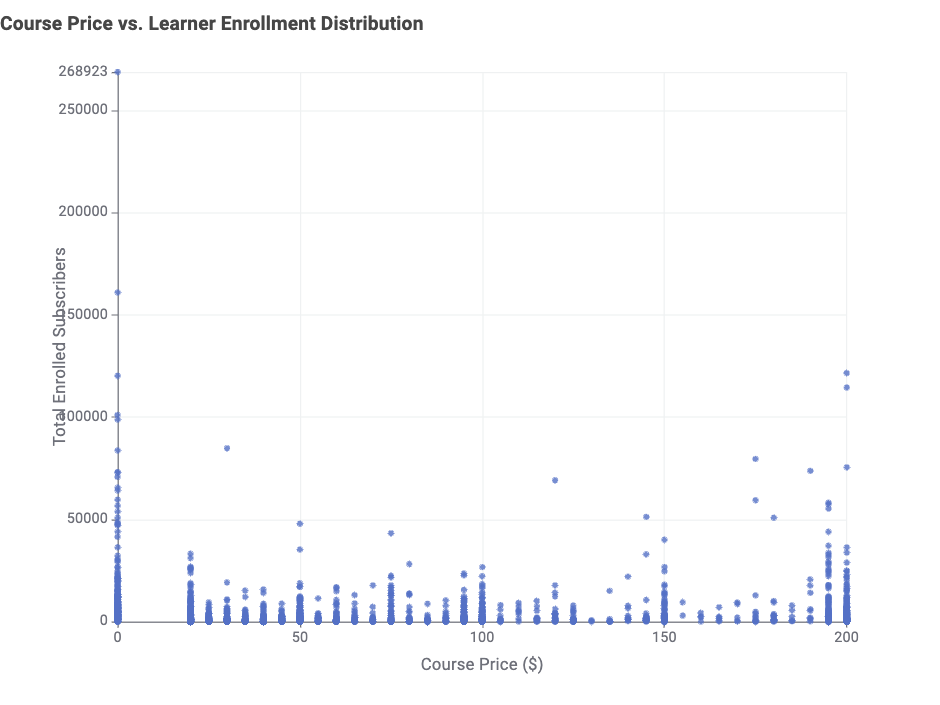 Course Price vs. Learner Enrollment Distribution
268923
250000
200000
150000
100000
50000
0
Total Enrolled Subscribers
0 50 100 150 200
Course Price ($)